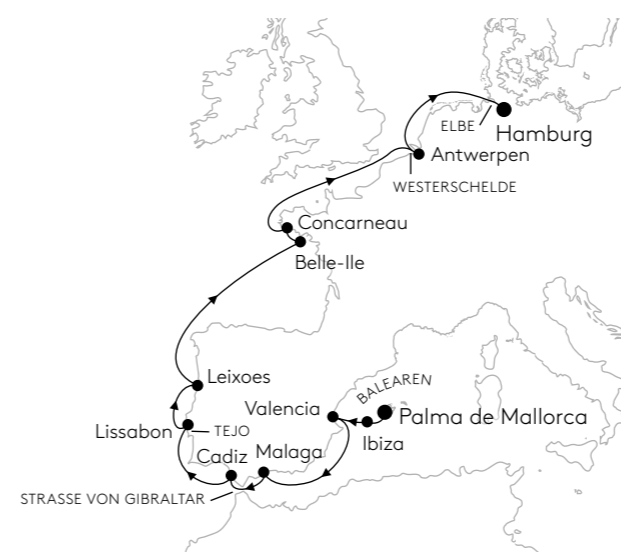 ELBE
Hamburg
Antwerpen
WESTERSCHELDE
Concarneau
Belle-Ile
Leixoes
BALEAREN
Valencia
Palma de Mallorca
Lissabon
TEJO
Ibiza
Cadiz
Malaga
STRASSE VON GIBRALTAR